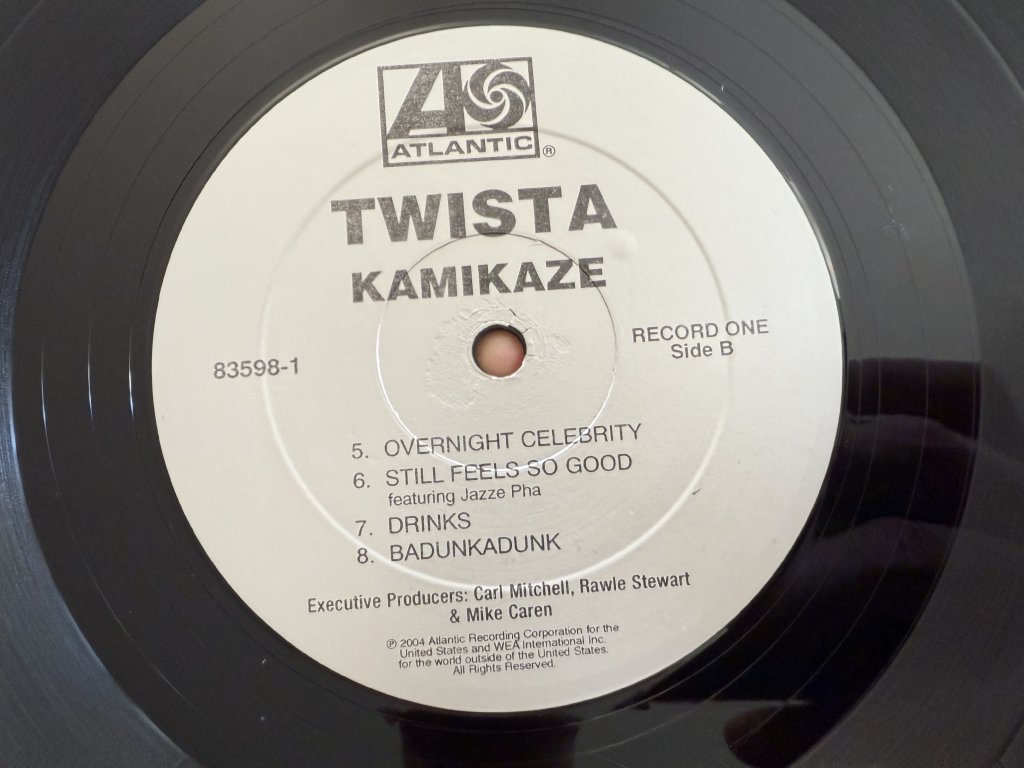 ATLANTIC ®
TWISTA
KAMIKAZE
83598-1
RECORD ONE
Side B
5. OVERNIGHT CELEBRITY
6. STILL FEELS SO GOOD
featuring Jazze Pha
7. DRINKS
8. BADUNKADUNK
Executive Producers: Carl Mitchell, Rawle Stewart
& Mike Caren
℗ 2004 Atlantic Recording Corporation for the
United States and WEA International Inc.
for the world outside of the United States.
All Rights Reserved.